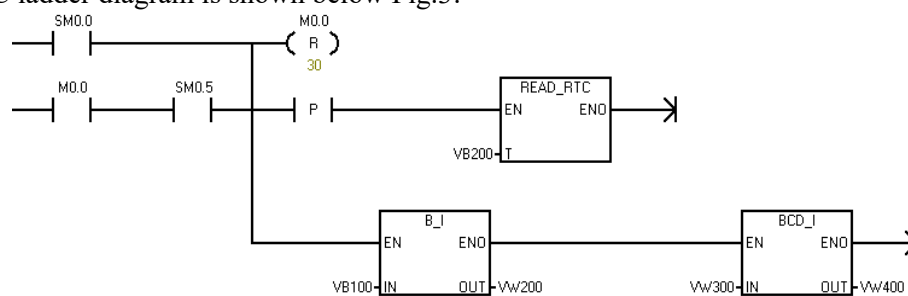 ladder diagram is shown below Fig.3:
SM0.0
M0.0
R
30
M0.0
SM0.5
P
READ_RTC
EN ENO
VB200 T
B_I
EN ENO
VB100 IN OUT VW200
BCD_I
EN ENO
VW300 IN OUT VW400